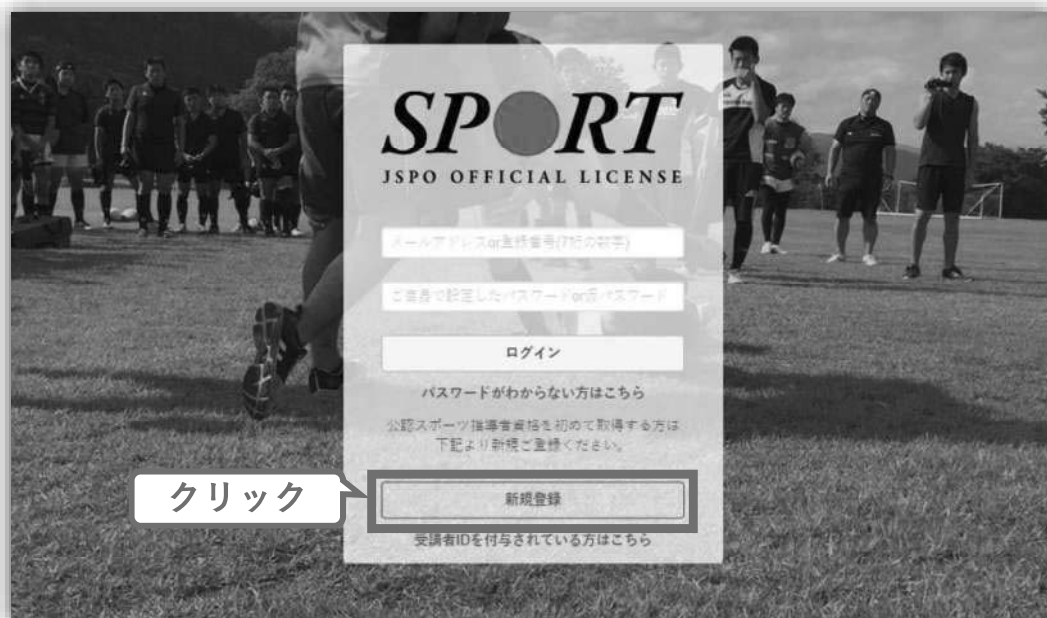 SPORT
JSPO OFFICIAL LICENSE
メールアドレスor登録番号(7桁の数字)
ご自身で設定したパスワードor仮パスワード
ログイン
パスワードがわからない方はこちら
公認スポーツ指導者資格を初めて取得する方は
下記より新規ご登録ください。
クリック
新規登録
受講者IDを付与されている方はこちら